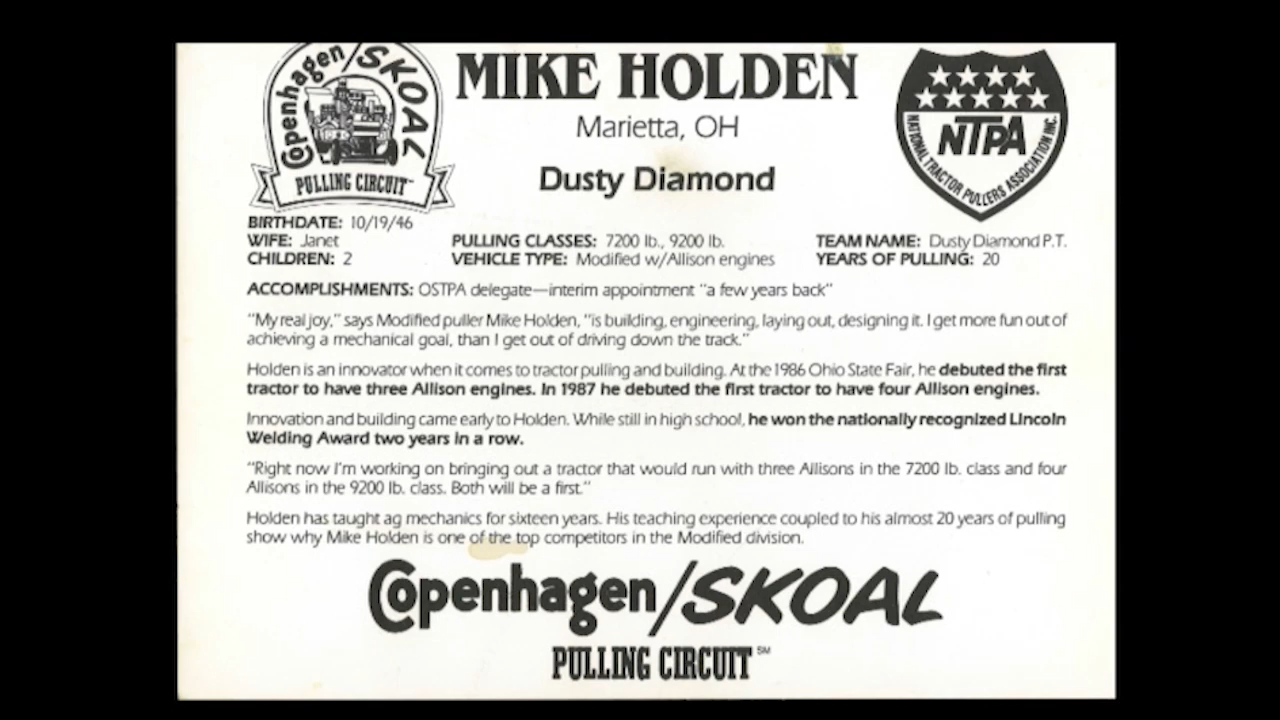 Copenhagen/SKOAL
PULLING CIRCUIT™
MIKE HOLDEN
Marietta, OH
Dusty Diamond
NTPA
NATIONAL TRACTOR PULLERS ASSOCIATION INC.
BIRTHDATE: 10/19/46
WIFE: Janet
CHILDREN: 2
PULLING CLASSES: 7200 lb., 9200 lb.
VEHICLE TYPE: Modified w/Allison engines
TEAM NAME: Dusty Diamond P.T.
YEARS OF PULLING: 20
ACCOMPLISHMENTS: OSTPA delegate—interim appointment "a few years back"
"My real joy," says Modified puller Mike Holden, "is building, engineering, laying out, designing it. I get more fun out of
achieving a mechanical goal, than I get out of driving down the track."
Holden is an innovator when it comes to tractor pulling and building. At the 1986 Ohio State Fair, he debuted the first
tractor to have three Allison engines. In 1987 he debuted the first tractor to have four Allison engines.
Innovation and building came early to Holden. While still in high school, he won the nationally recognized Lincoln
Welding Award two years in a row.
"Right now I'm working on bringing out a tractor that would run with three Allisons in the 7200 lb. class and four
Allisons in the 9200 lb. class. Both will be a first."
Holden has taught ag mechanics for sixteen years. His teaching experience coupled to his almost 20 years of pulling
show why Mike Holden is one of the top competitors in the Modified division.
Copenhagen/SKOAL
PULLING CIRCUIT℠